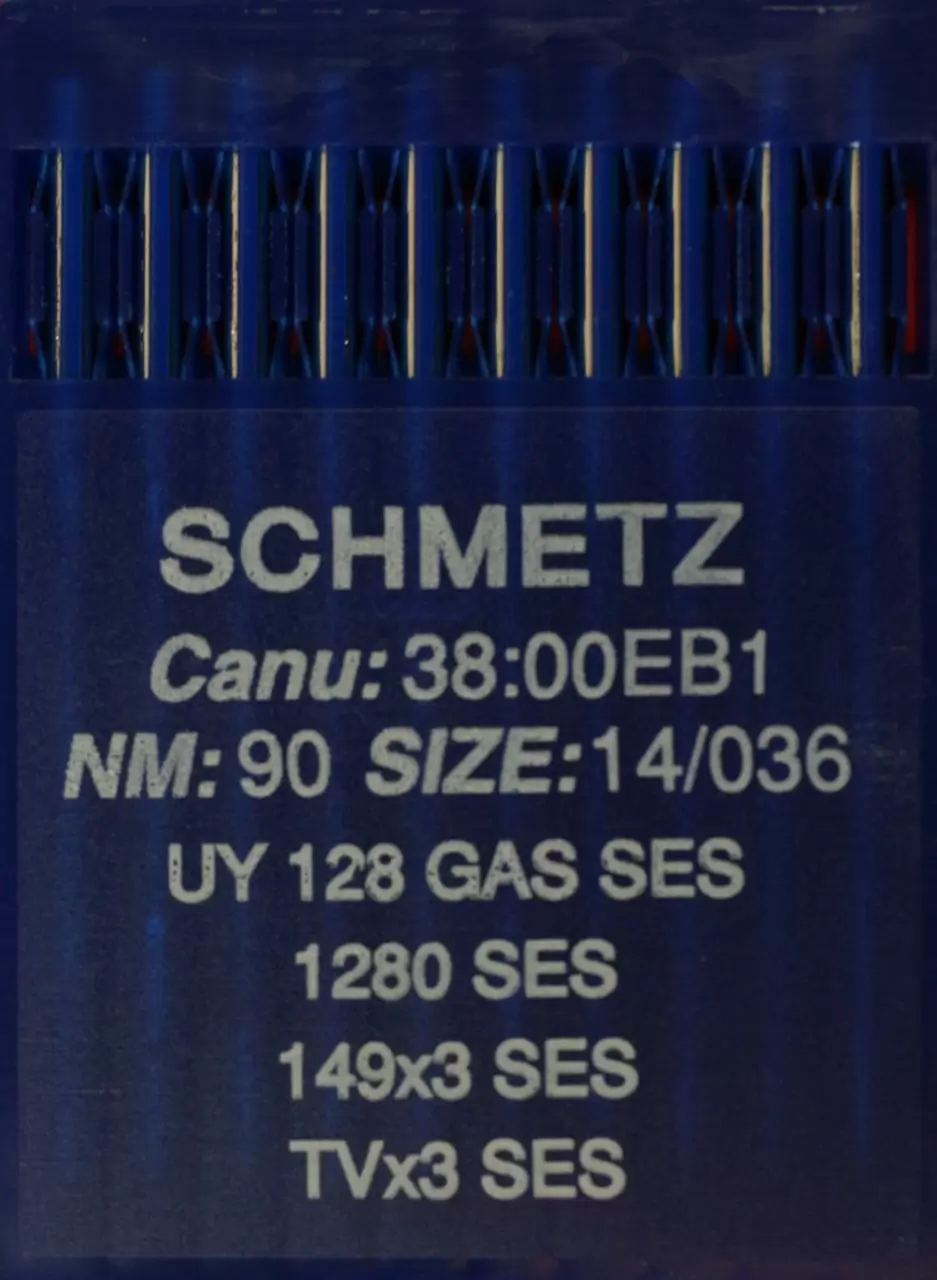 SCHMETZ
Canu: 38:00EB1
NM: 90 SIZE: 14/036
UY 128 GAS SES
1280 SES
149x3 SES
TVx3 SES